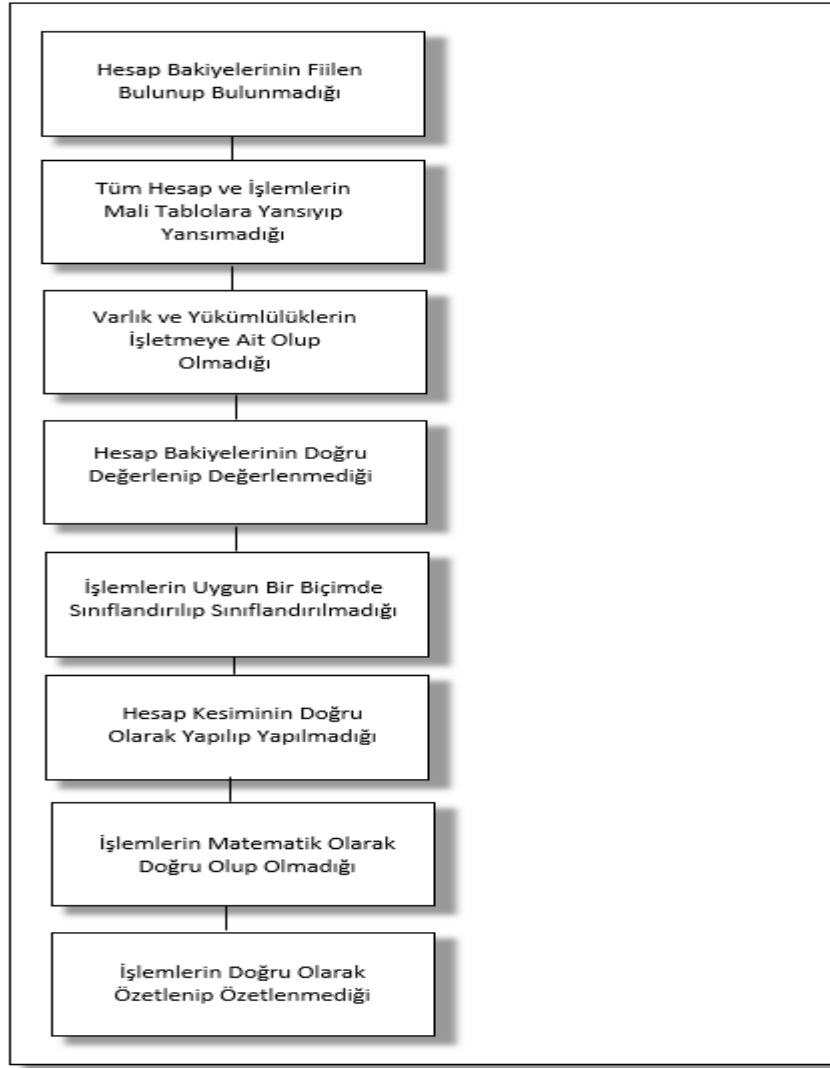 Hesap Bakiyelerinin Fiilen
Bulunup Bulunmadığı
Tüm Hesap ve İşlemlerin
Mali Tablolara Yansıyıp
Yansımadığı
Varlık ve Yükümlülüklerin
İşletmeye Ait Olup
Olmadığı
Hesap Bakiyelerinin Doğru
Değerlenip Değerlenmediği
İşlemlerin Uygun Bir Biçimde
Sınıflandırılıp Sınıflandırılmadığı
Hesap Kesiminin Doğru
Olarak Yapılıp Yapılmadığı
İşlemlerin Matematik Olarak
Doğru Olup Olmadığı
İşlemlerin Doğru Olarak
Özetlenip Özetlenmediği